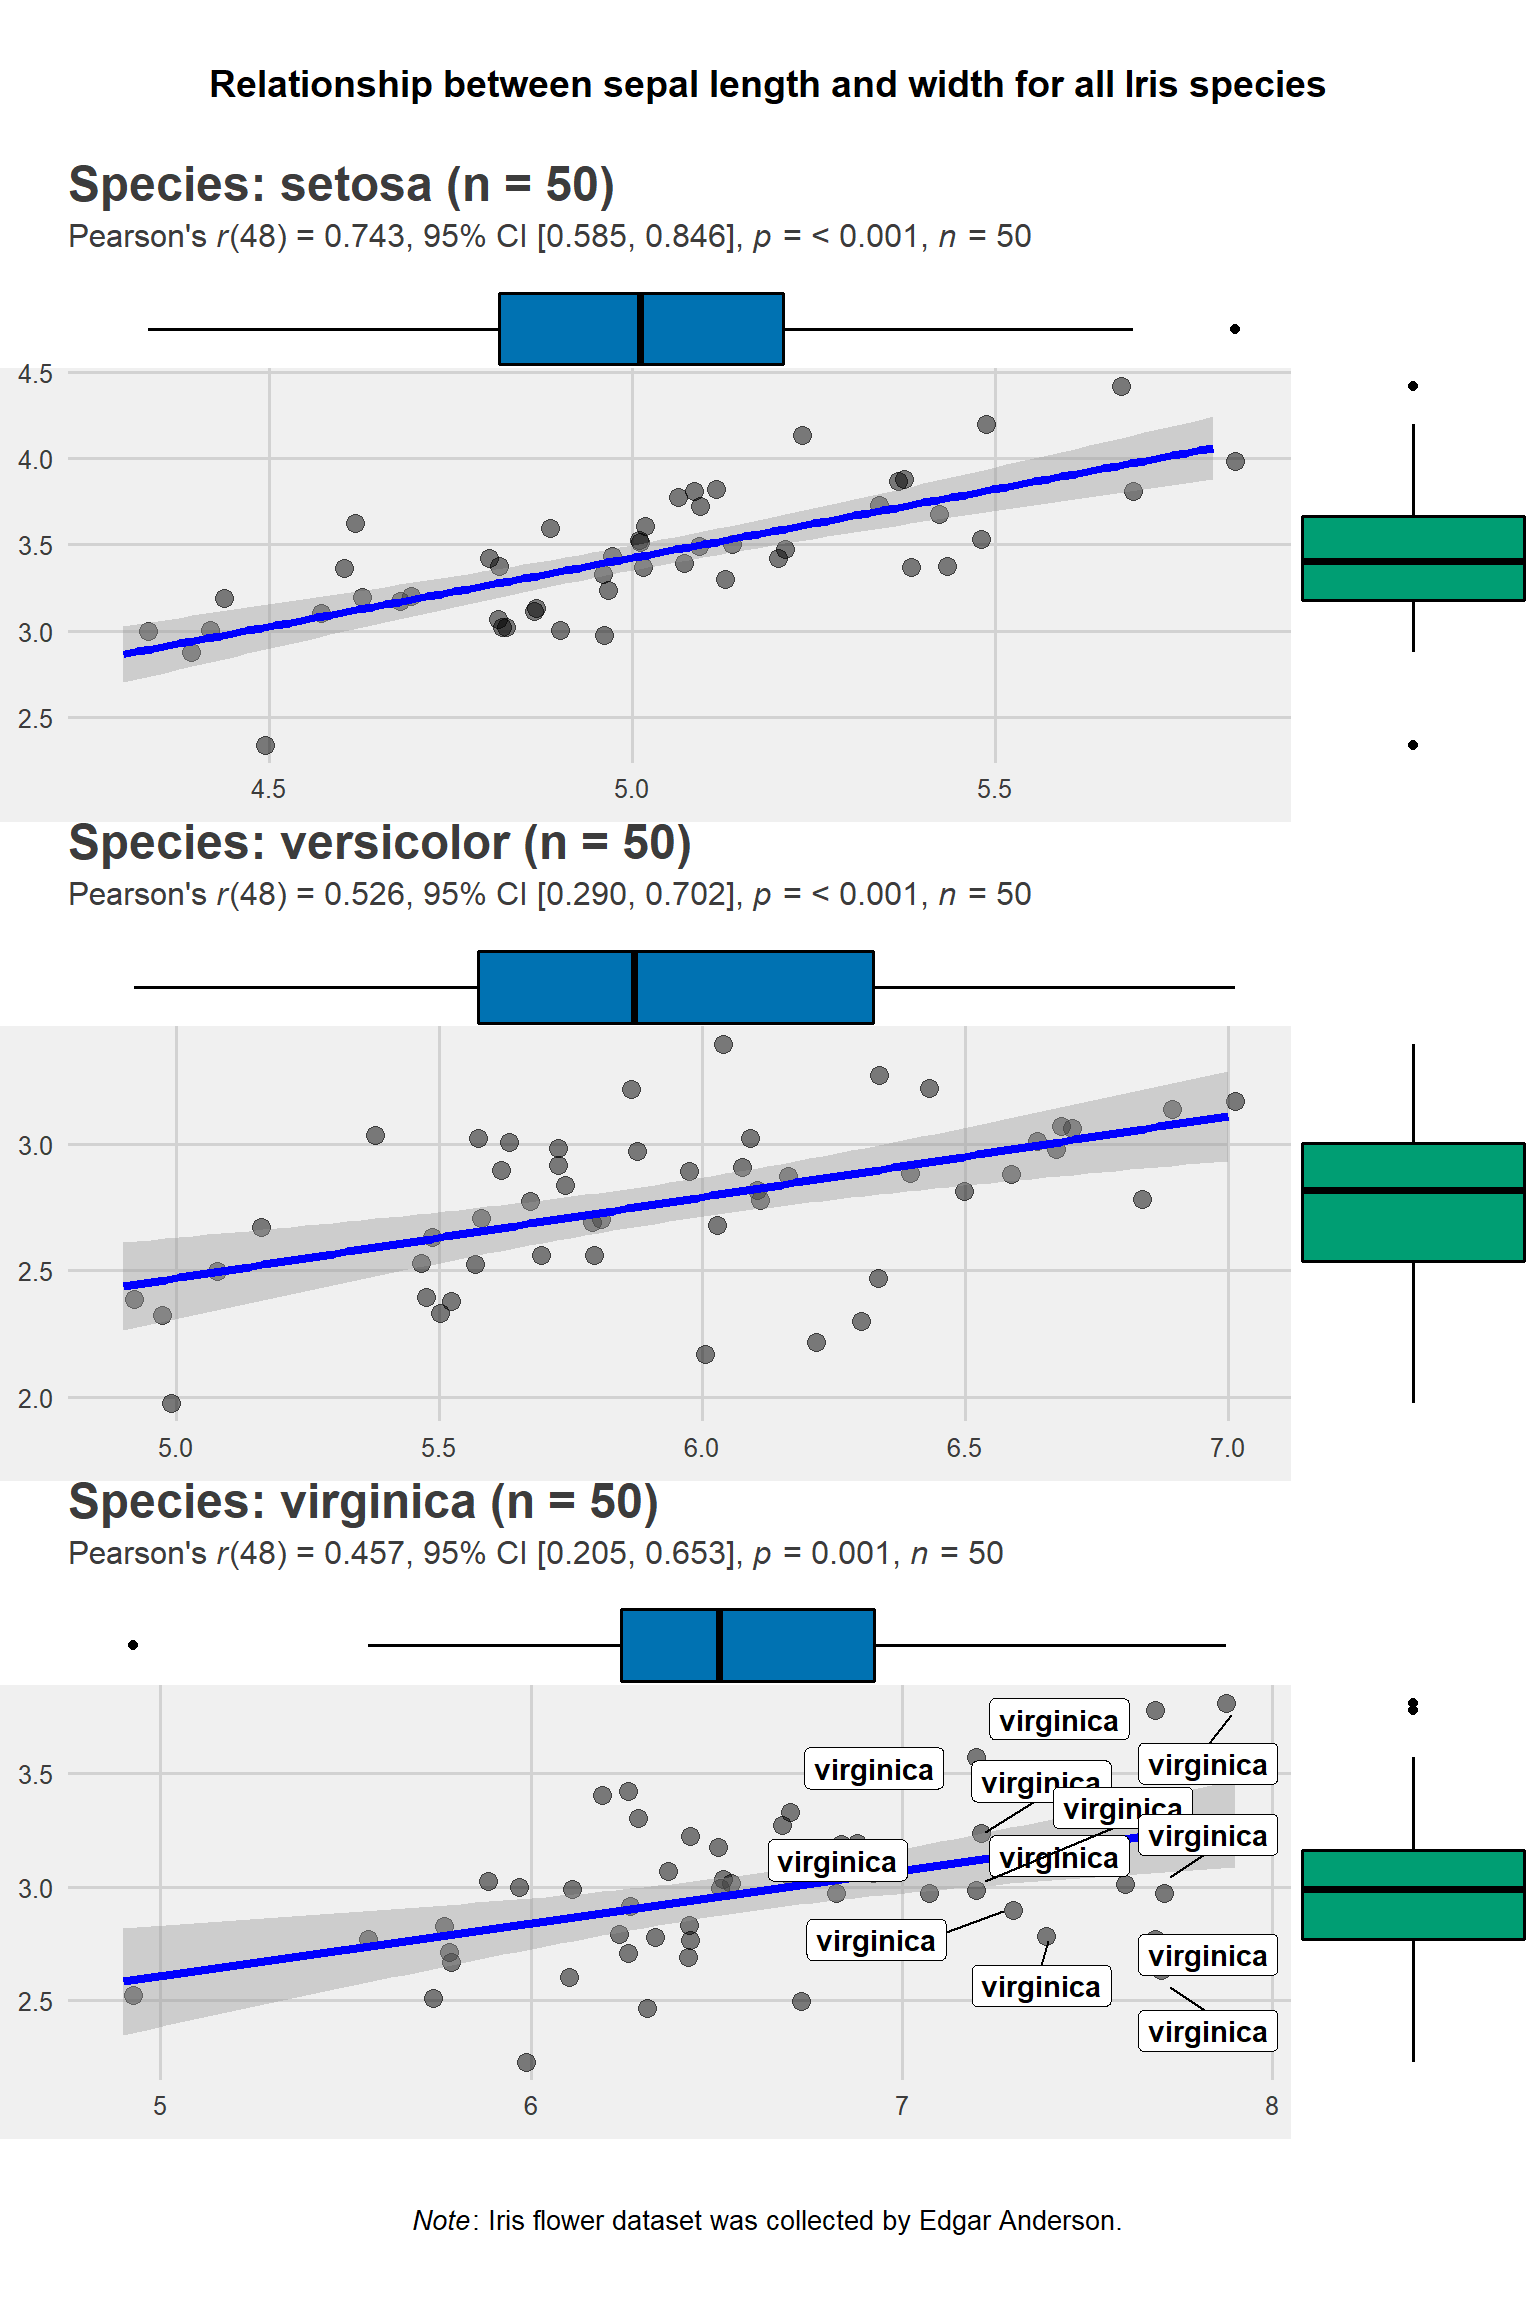 Relationship between sepal length and width for all Iris species
Species: setosa (n = 50)
Pearson's r(48) = 0.743, 95% CI [0.585, 0.846], p = < 0.001, n = 50
4.5
4.0
3.5
3.0
2.5
4.5 5.0 5.5
Species: versicolor (n = 50)
Pearson's r(48) = 0.526, 95% CI [0.290, 0.702], p = < 0.001, n = 50
3.0
2.5
2.0
5.0 5.5 6.0 6.5 7.0
Species: virginica (n = 50)
Pearson's r(48) = 0.457, 95% CI [0.205, 0.653], p = 0.001, n = 50
virginica
virginica
virginica
3.5
virginica
virginica
virginica
virginica
virginica
3.0
virginica
virginica
virginica
2.5
virginica
5 6 7 8
Note: Iris flower dataset was collected by Edgar Anderson.